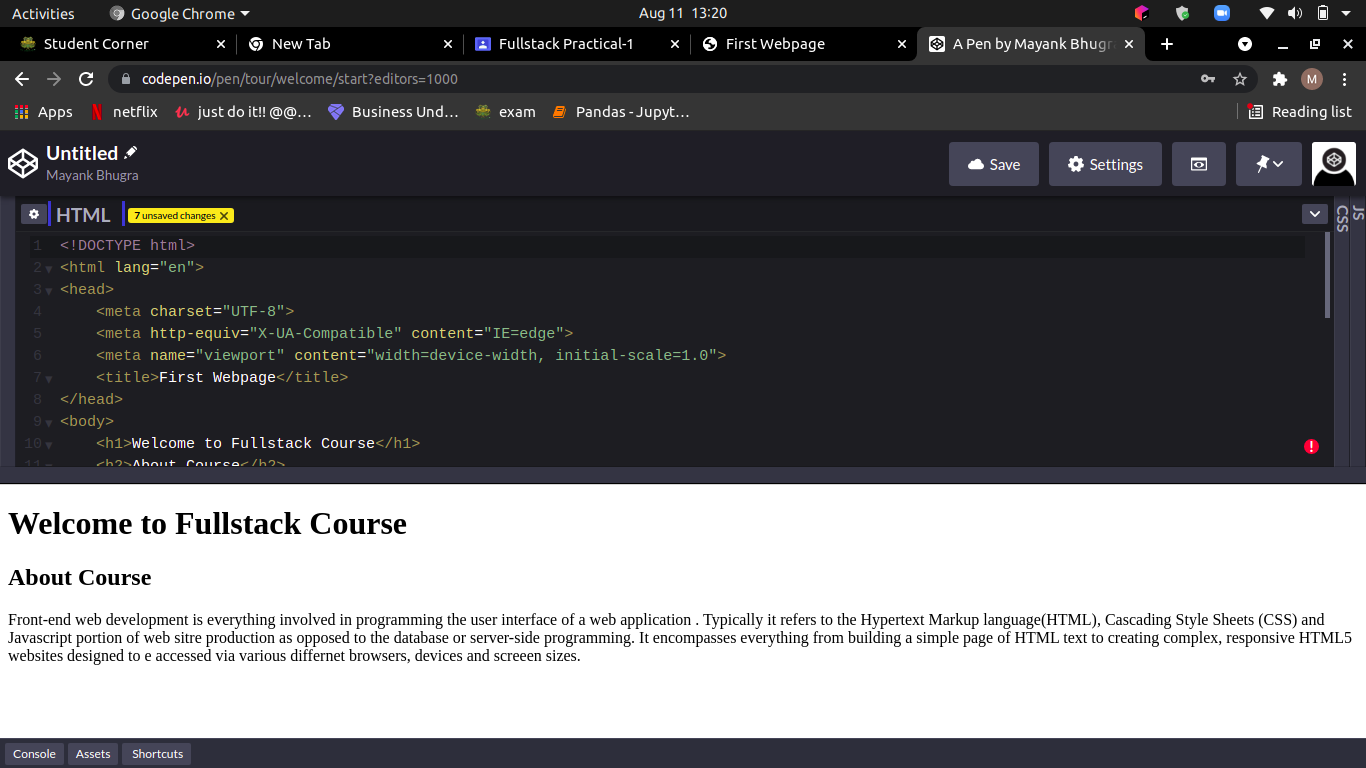 Activities Google Chrome Aug 11 13:20
Student Corner New Tab Fullstack Practical-1 First Webpage A Pen by Mayank Bhugr
codepen.io/pen/tour/welcome/start?editors=1000 M
Apps netflix just do it!! @@... Business Und... exam Pandas - Jupyt... Reading list
Untitled
Mayank Bhugra
Save Settings
HTML 7 unsaved changes CSS JS
1 <!DOCTYPE html>
2 <html lang="en">
3 <head>
4 <meta charset="UTF-8">
5 <meta http-equiv="X-UA-Compatible" content="IE=edge">
6 <meta name="viewport" content="width=device-width, initial-scale=1.0">
7 <title>First Webpage</title>
8 </head>
9 <body>
10 <h1>Welcome to Fullstack Course</h1>
11 <h2>About Course</h2>
Welcome to Fullstack Course
About Course
Front-end web development is everything involved in programming the user interface of a web application . Typically it refers to the Hypertext Markup language(HTML), Cascading Style Sheets (CSS) and
Javascript portion of web sitre production as opposed to the database or server-side programming. It encompasses everything from building a simple page of HTML text to creating complex, responsive HTML5
websites designed to e accessed via various differnet browsers, devices and screeen sizes.
Console Assets Shortcuts